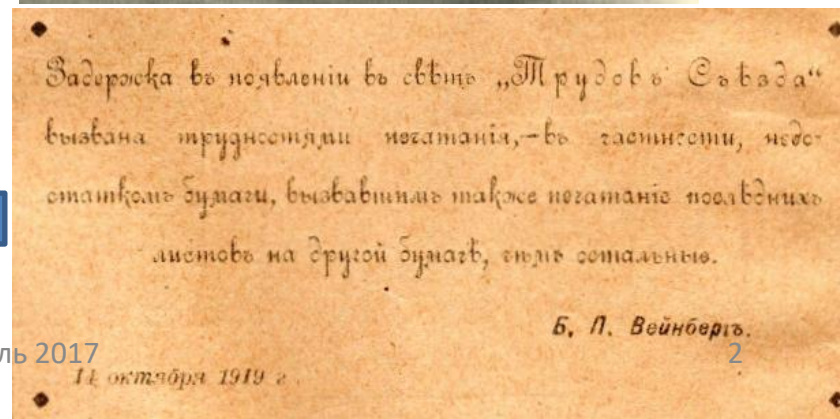 Задержка въ появленіи въ свѣтъ „Трудовъ Съѣзда“
вызвана трудностями печатанія,—въ частности, недо-
статкомъ бумаги, вызвавшимъ также печатаніе послѣднихъ
листовъ на другой бумагѣ, чѣмъ остальные.
Б. П. Вейнбергъ.
ль 2017
2
14 октября 1919 г.